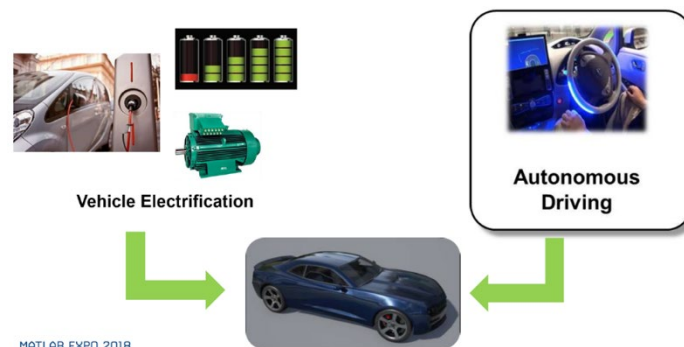 Vehicle Electrification
Autonomous
Driving
MATLAB EXPO 2018